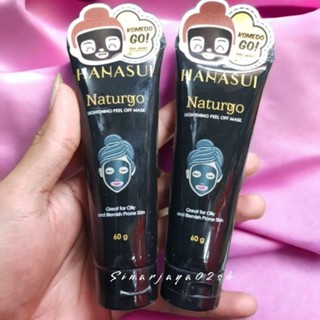 KOMEDO
GO!
HANASUI
Naturgo
LIGHTENING PEEL OFF MASK
Great for Oily
and Blemish Prone Skin
60 g
KOMEDO
GO!
HANASUI
Naturgo
LIGHTENING PEEL OFF MASK
Great for Oily
and Blemish Prone Skin
60 g
Sinarjaya02sh